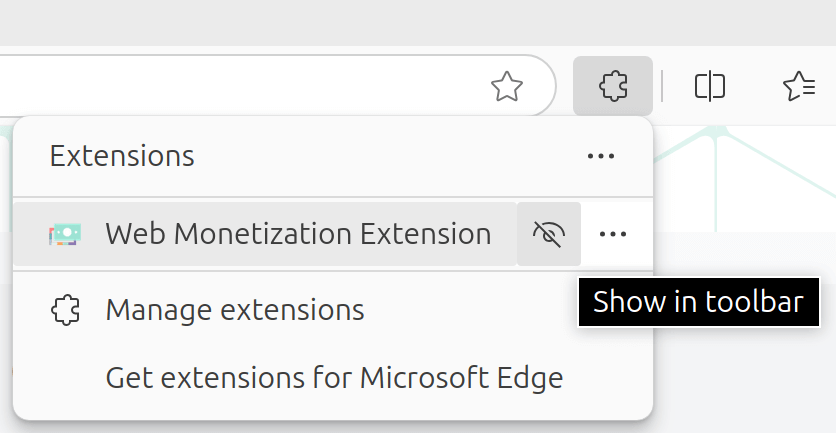 Extensions
Web Monetization Extension
Show in toolbar
Manage extensions
Get extensions for Microsoft Edge